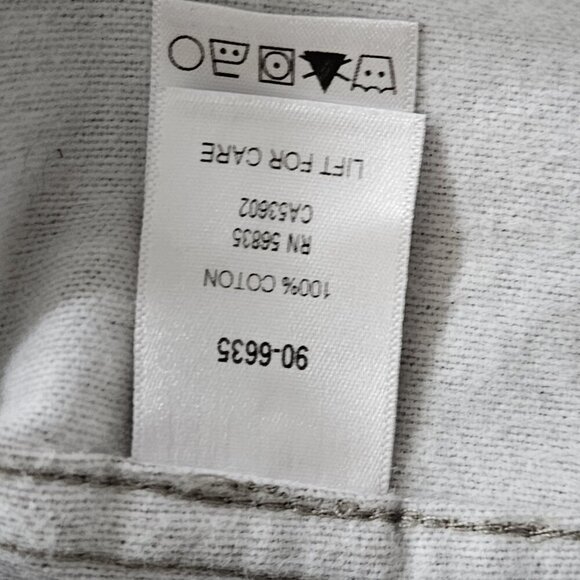 90-6635
100% COTON
RN 56835
CA53602
LIFT FOR CARE